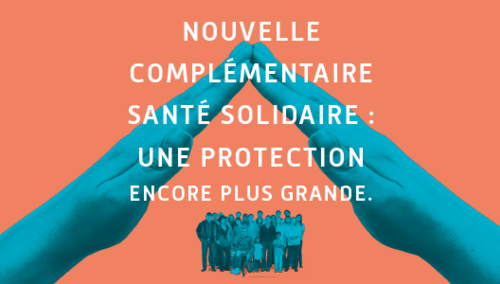 NOUVELLE
COMPLÉMENTAIRE
SANTÉ SOLIDAIRE :
UNE PROTECTION
ENCORE PLUS GRANDE.